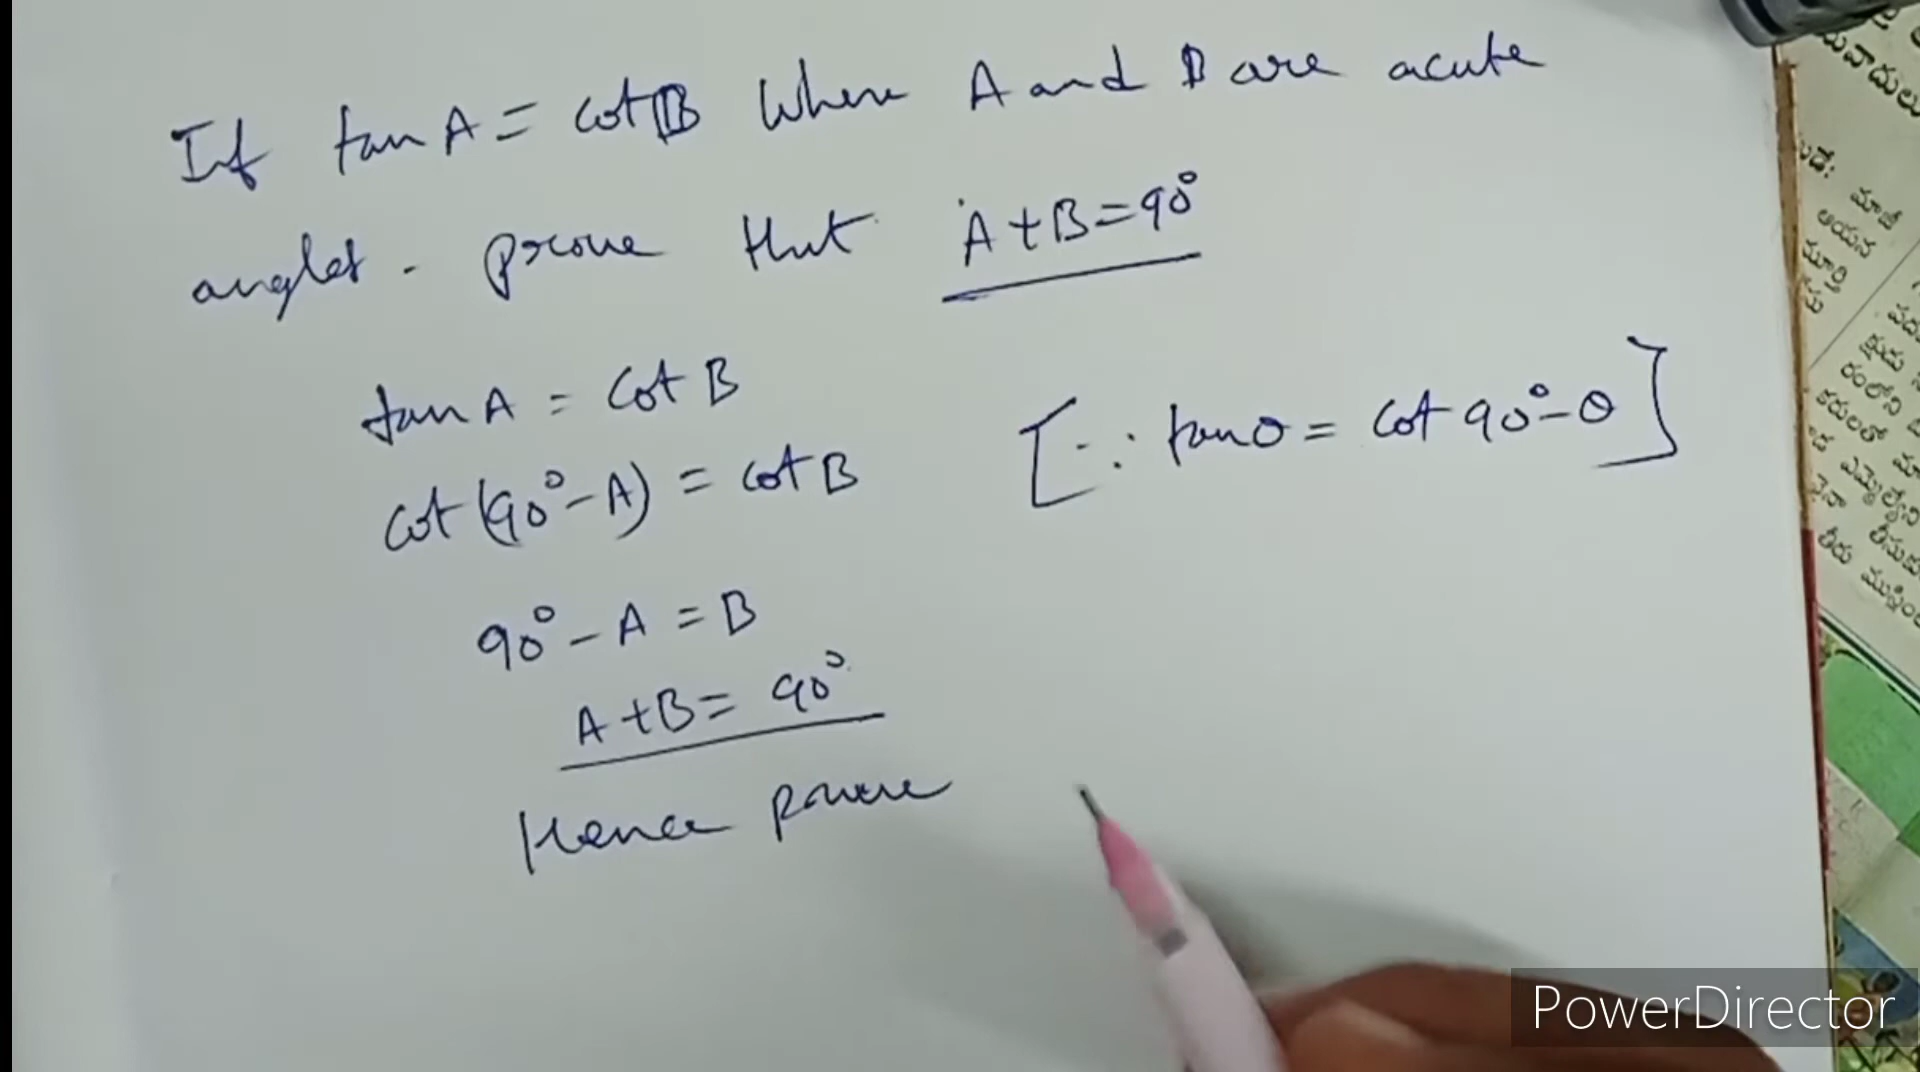 If tan A = cot B Where A and B are acute
angles. prove that A + B = 90°
tan A = cot B
cot (90° - A) = cot B
[∵ tan θ = cot 90° - θ]
90° - A = B
A + B = 90°
Hence prove
PowerDirector